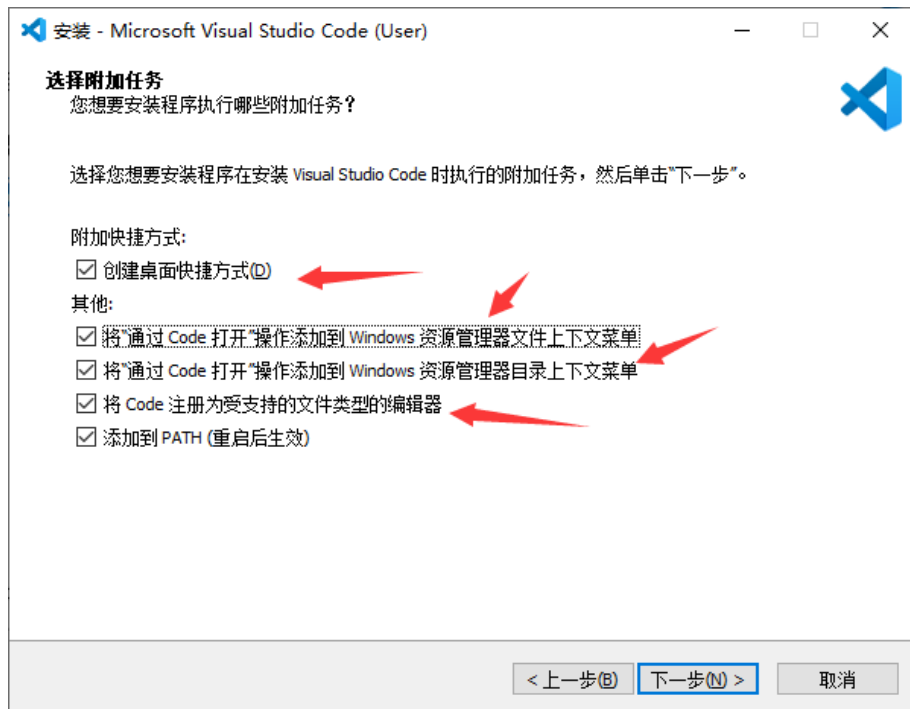 安装 - Microsoft Visual Studio Code (User)
选择附加任务
您想要安装程序执行哪些附加任务？
选择您想要安装程序在安装 Visual Studio Code 时执行的附加任务，然后单击“下一步”。
附加快捷方式:
创建桌面快捷方式(D)
其他:
将“通过 Code 打开”操作添加到 Windows 资源管理器文件上下文菜单
将“通过 Code 打开”操作添加到 Windows 资源管理器目录上下文菜单
将 Code 注册为受支持的文件类型的编辑器
添加到 PATH (重启后生效)
< 上一步(B) 下一步(N) > 取消